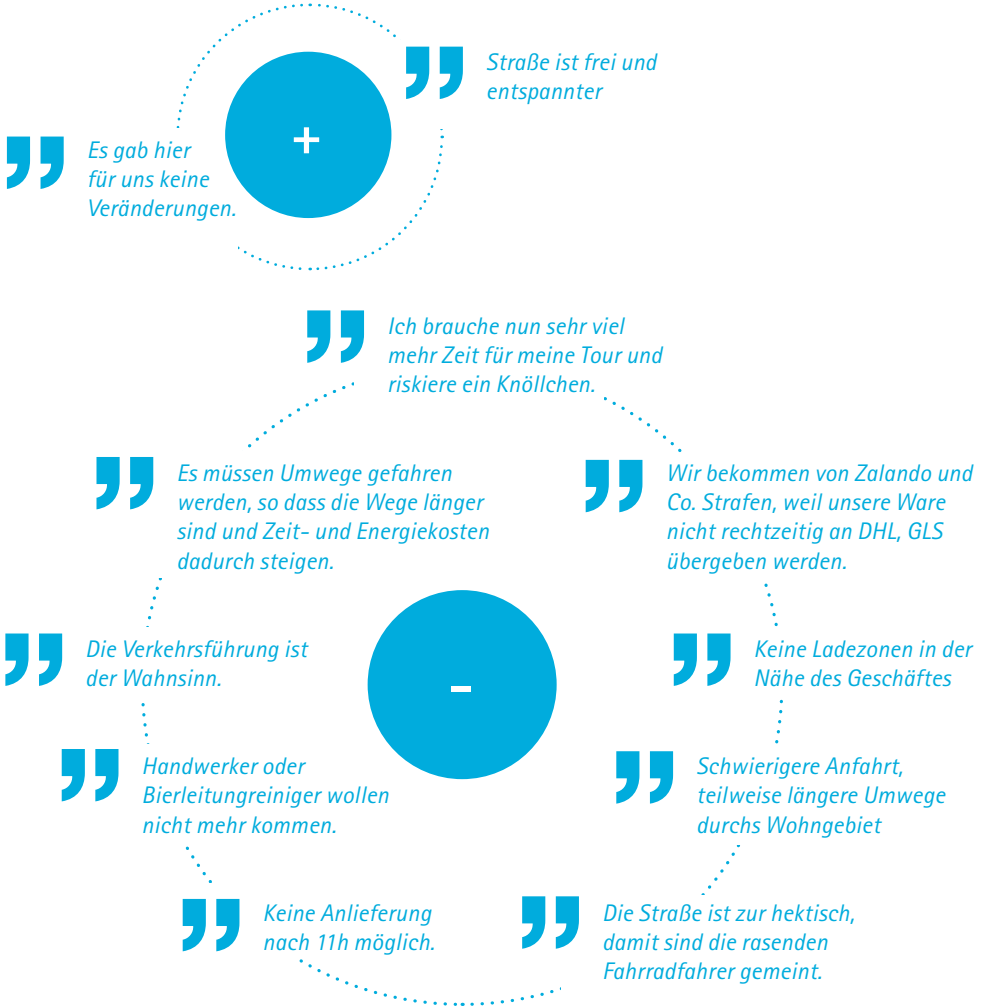 Straße ist frei und
entspannter
+
Es gab hier
für uns keine
Veränderungen.
Ich brauche nun sehr viel
mehr Zeit für meine Tour und
riskiere ein Knöllchen.
Es müssen Umwege gefahren
werden, so dass die Wege länger
sind und Zeit- und Energiekosten
dadurch steigen.
Wir bekommen von Zalando und
Co. Strafen, weil unsere Ware
nicht rechtzeitig an DHL, GLS
übergeben werden.
Die Verkehrsführung ist
der Wahnsinn.
-
Keine Ladezonen in der
Nähe des Geschäftes
Handwerker oder
Bierleitungreiniger wollen
nicht mehr kommen.
Schwierigere Anfahrt,
teilweise längere Umwege
durchs Wohngebiet
Keine Anlieferung
nach 11h möglich.
Die Straße ist zur hektisch,
damit sind die rasenden
Fahrradfahrer gemeint.